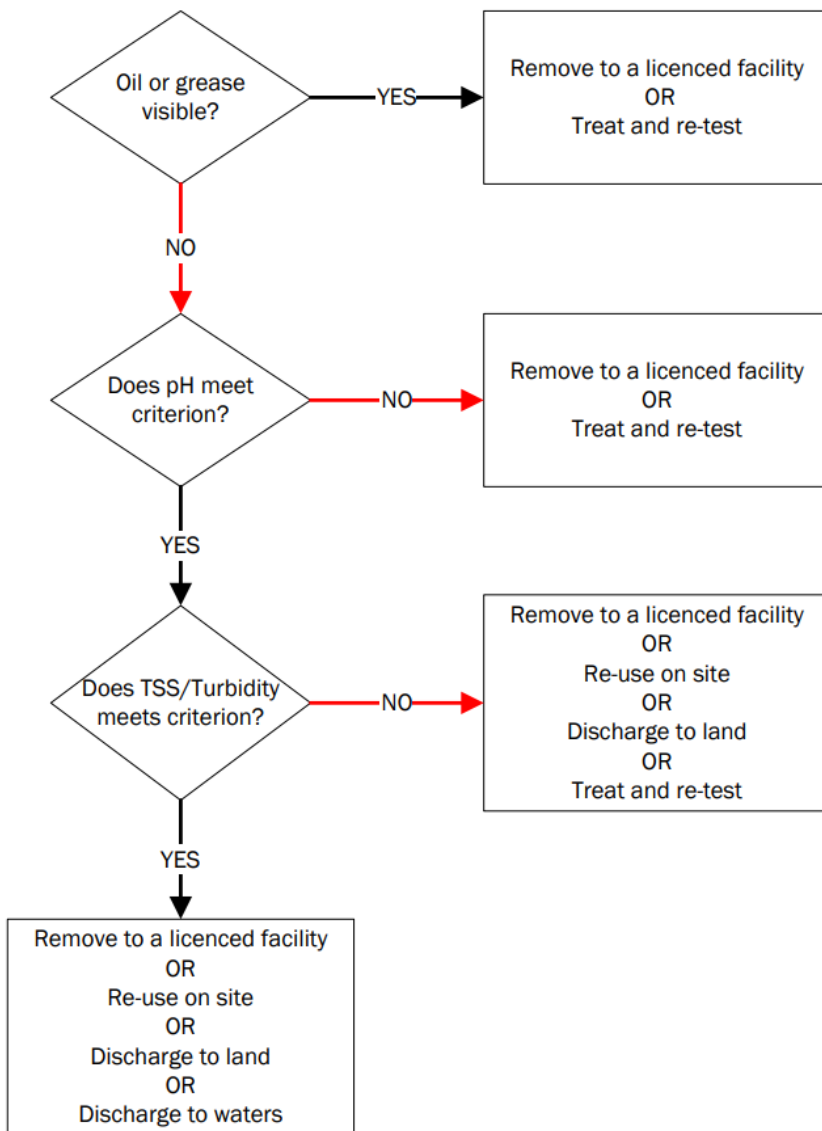 Oil or grease
visible?
YES
Remove to a licenced facility
OR
Treat and re-test
NO
Does pH meet
criterion?
NO
Remove to a licenced facility
OR
Treat and re-test
YES
Does TSS/Turbidity
meets criterion?
NO
Remove to a licenced facility
OR
Re-use on site
OR
Discharge to land
OR
Treat and re-test
YES
Remove to a licenced facility
OR
Re-use on site
OR
Discharge to land
OR
Discharge to waters